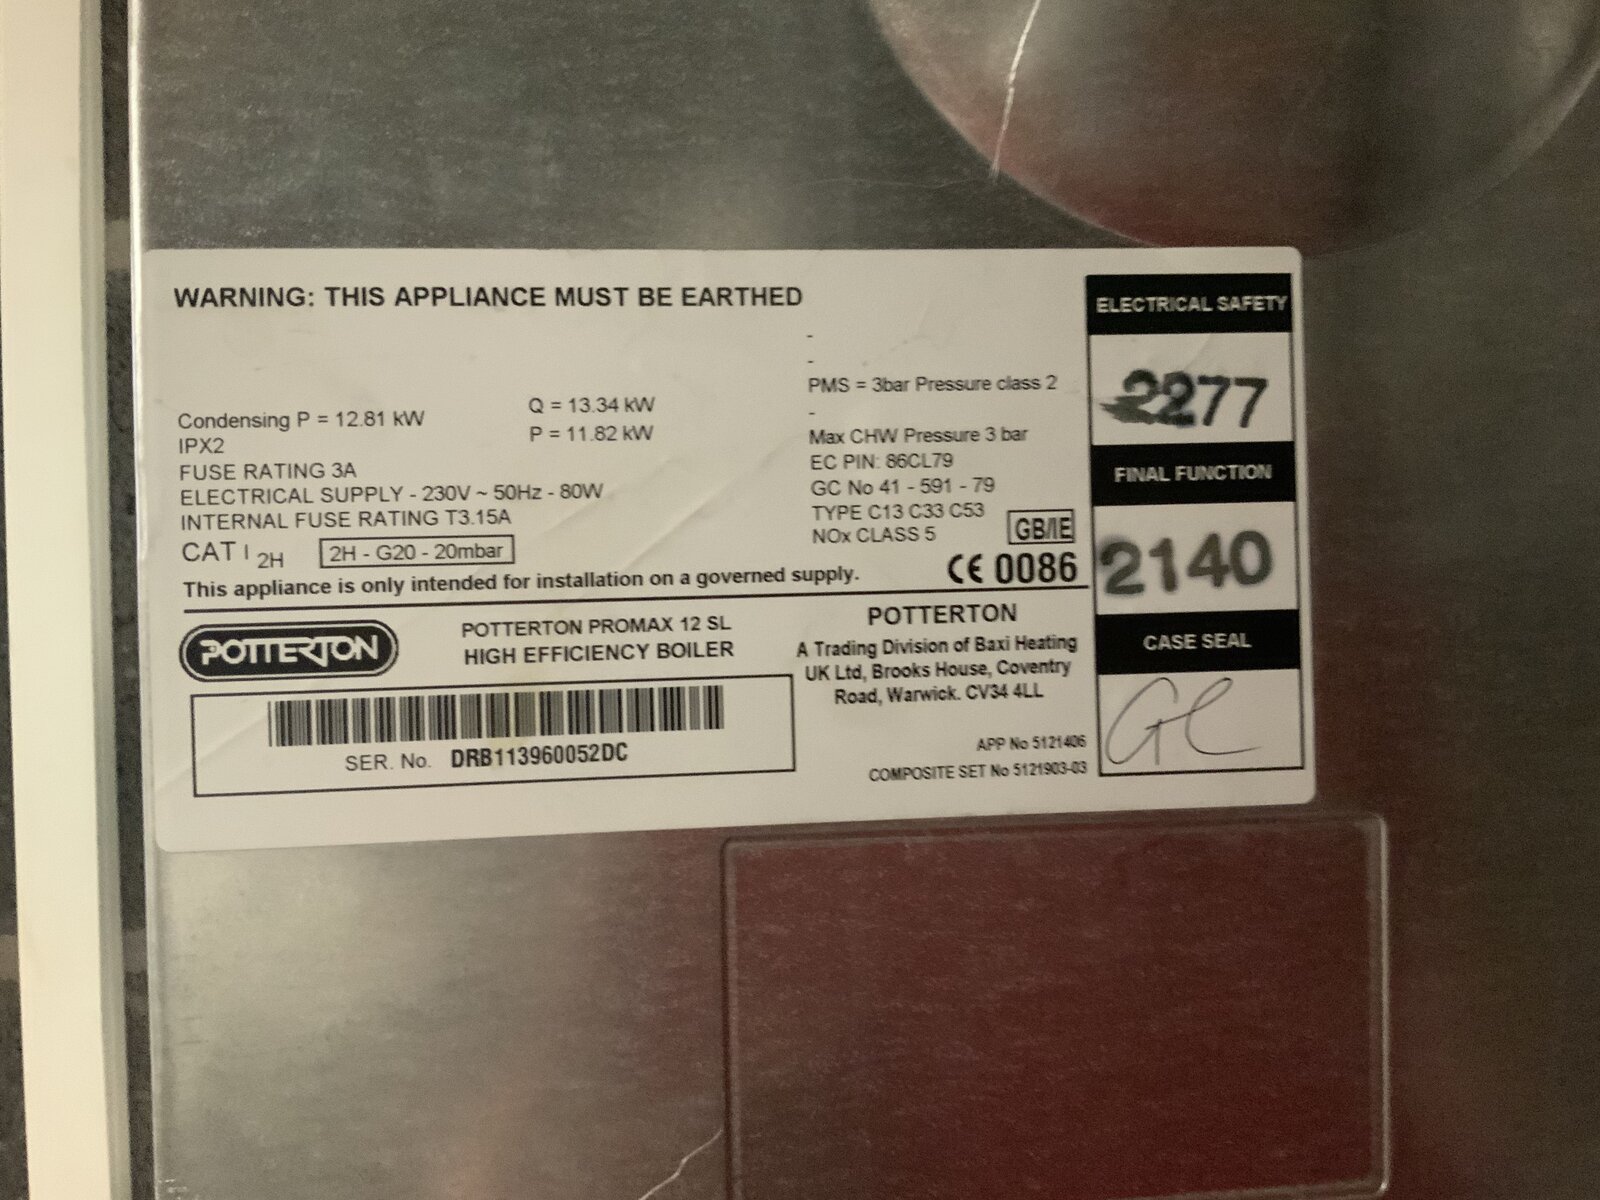 WARNING: THIS APPLIANCE MUST BE EARTHED
Condensing P = 12.81 kW
Q = 13.34 kW
P = 11.82 kW
IPX2
FUSE RATING 3A
ELECTRICAL SUPPLY - 230V ~ 50Hz - 80W
INTERNAL FUSE RATING T3.15A
CAT I 2H
2H - G20 - 20mbar
This appliance is only intended for installation on a governed supply.
-
-
PMS = 3bar Pressure class 2
-
Max CHW Pressure 3 bar
EC PIN: 86CL79
GC No 41 - 591 - 79
TYPE C13 C33 C53
NOx CLASS 5
GB/IE
CE 0086
POTTERTON
POTTERTON PROMAX 12 SL
HIGH EFFICIENCY BOILER
SER. No. DRB113960052DC
POTTERTON
A Trading Division of Baxi Heating
UK Ltd, Brooks House, Coventry
Road, Warwick. CV34 4LL
APP No 5121406
COMPOSITE SET No 5121903-03
ELECTRICAL SAFETY
2277
FINAL FUNCTION
2140
CASE SEAL